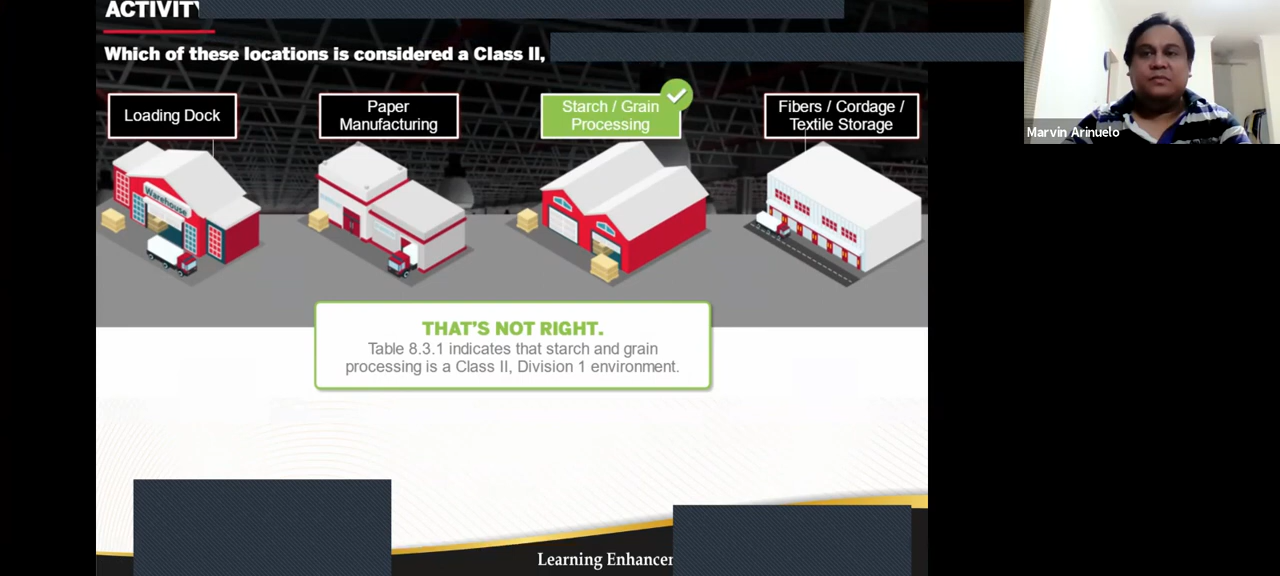 ACTIVIT
Which of these locations is considered a Class II,
Loading Dock
Paper
Manufacturing
Starch / Grain
Processing
Fibers / Cordage /
Textile Storage
Warehouse
THAT'S NOT RIGHT.
Table 8.3.1 indicates that starch and grain
processing is a Class II, Division 1 environment.
Learning Enhancer
Marvin Arinuelo